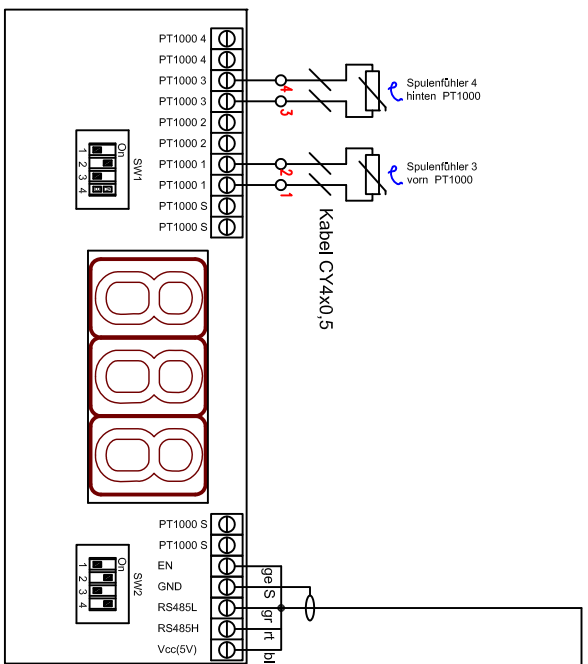 PT1000 4
PT1000 4
PT1000 3
PT1000 3
PT1000 2
PT1000 2
PT1000 1
PT1000 1
PT1000 S
PT1000 S
4
3
2
1
Spulenfühler 4
hinten PT1000
Spulenfühler 3
vorn PT1000
Kabel CY4x0,5
On
1 2 3 4
SW1
PT1000 S
PT1000 S
EN
GND
RS485L
RS485H
Vcc(5V)
On
1 2 3 4
SW2
ge S gr rt bl